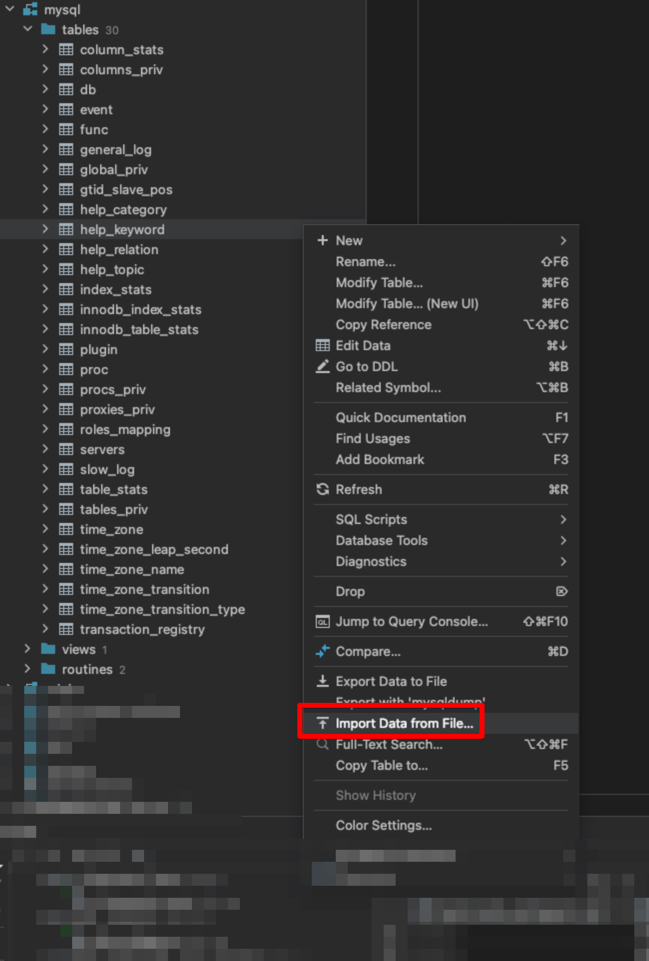 mysql
tables 30
column_stats
columns_priv
db
event
func
general_log
global_priv
gtid_slave_pos
help_category
help_keyword
help_relation
help_topic
index_stats
innodb_index_stats
innodb_table_stats
plugin
proc
procs_priv
proxies_priv
roles_mapping
servers
slow_log
table_stats
tables_priv
time_zone
time_zone_leap_second
time_zone_name
time_zone_transition
time_zone_transition_type
transaction_registry
views 1
routines 2
New
Rename... ⇧F6
Modify Table... ⌘F6
Modify Table... (New UI) ⌘F6
Copy Reference ⌥⇧⌘C
Edit Data ⌘↓
Go to DDL ⌘B
Related Symbol... ⌥⌘B
Quick Documentation F1
Find Usages ⌥F7
Add Bookmark F3
Refresh ⌘R
SQL Scripts
Database Tools
Diagnostics
Drop ⌦
QL Jump to Query Console... ⇧⌘F10
Compare... ⌘D
Export Data to File
Export with 'mysqldump'
Import Data from File...
Full-Text Search... ⌥⇧⌘F
Copy Table to... F5
Show History
Color Settings...